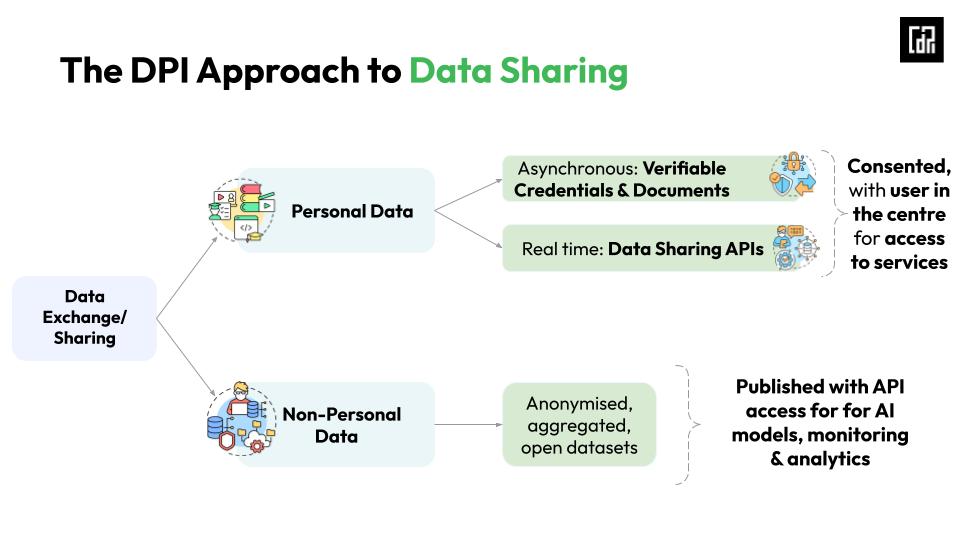 The DPI Approach to Data Sharing
Asynchronous: Verifiable
Credentials & Documents
Personal Data
Real time: Data Sharing APIs
Consented,
with user in
the centre
for access
to services
Data
Exchange/
Sharing
Non-Personal
Data
Anonymised,
aggregated,
open datasets
Published with API
access for for AI
models, monitoring
& analytics